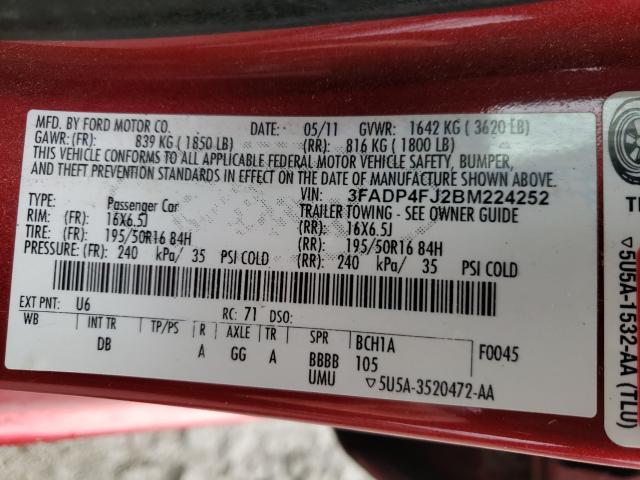 MFD. BY FORD MOTOR CO. DATE: 05/11 GVWR: 1642 KG ( 3620 LB)
GAWR: (FR): 839 KG ( 1850 LB) (RR): 816 KG ( 1800 LB)
THIS VEHICLE CONFORMS TO ALL APPLICABLE FEDERAL MOTOR VEHICLE SAFETY, BUMPER,
AND THEFT PREVENTION STANDARDS IN EFFECT ON THE DATE OF MANUFACTURE SHOWN ABOVE.
VIN: 3FADP4FJ2BM224252
TYPE: Passenger Car TRAILER TOWING - SEE OWNER GUIDE
RIM: (FR): 16X6.5J (RR): 16X6.5J
TIRE: (FR): 195/50R16 84H (RR): 195/50R16 84H
PRESSURE: (FR): 240 kPa/ 35 PSI COLD (RR): 240 kPa/ 35 PSI COLD
EXT PNT: U6 RC: 71 DSO:
WB INT TR TP/PS R AXLE TR SPR BCH1A F0045
DB A GG A BBBB 105
UMU ▽5U5A-3520472-AA
▽5U5A-1532-AA (TLU)